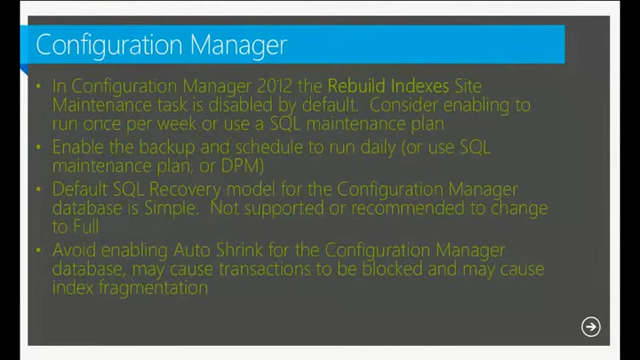 Configuration Manager
• In Configuration Manager 2012 the Rebuild Indexes Site
Maintenance task is disabled by default. Consider enabling to
run once per week or use a SQL maintenance plan
• Enable the backup and schedule to run daily (or use SQL
maintenance plan, or DPM)
• Default SQL Recovery model for the Configuration Manager
database is Simple. Not supported or recommended to change
to Full
• Avoid enabling Auto Shrink for the Configuration Manager
database, may cause transactions to be blocked and may cause
index fragmentation